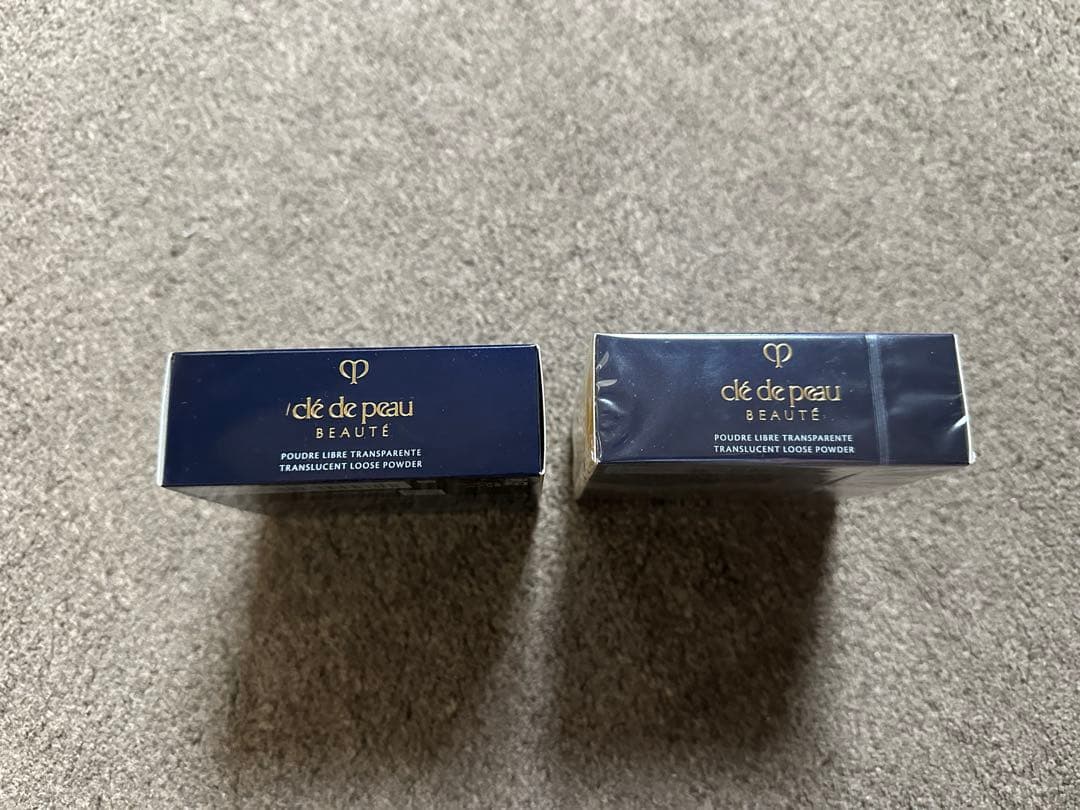 clé de peau
BEAUTÉ
POUDRE LIBRE TRANSPARENTE
TRANSLUCENT LOOSE POWDER
clé de peau
BEAUTÉ
POUDRE LIBRE TRANSPARENTE
TRANSLUCENT LOOSE POWDER